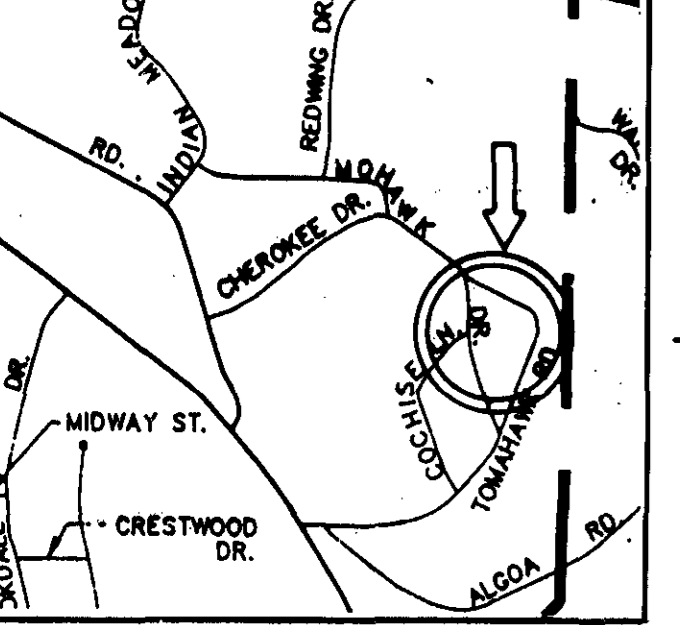 MEADO
INDIAN
REDWING DR.
RD.
MOHAWK
DR.
CHEROKEE DR.
DR.
DR.
COCHISE LN.
TOMAHAWK RD
MIDWAY ST.
CRESTWOOD
DR.
ALGOA RD.